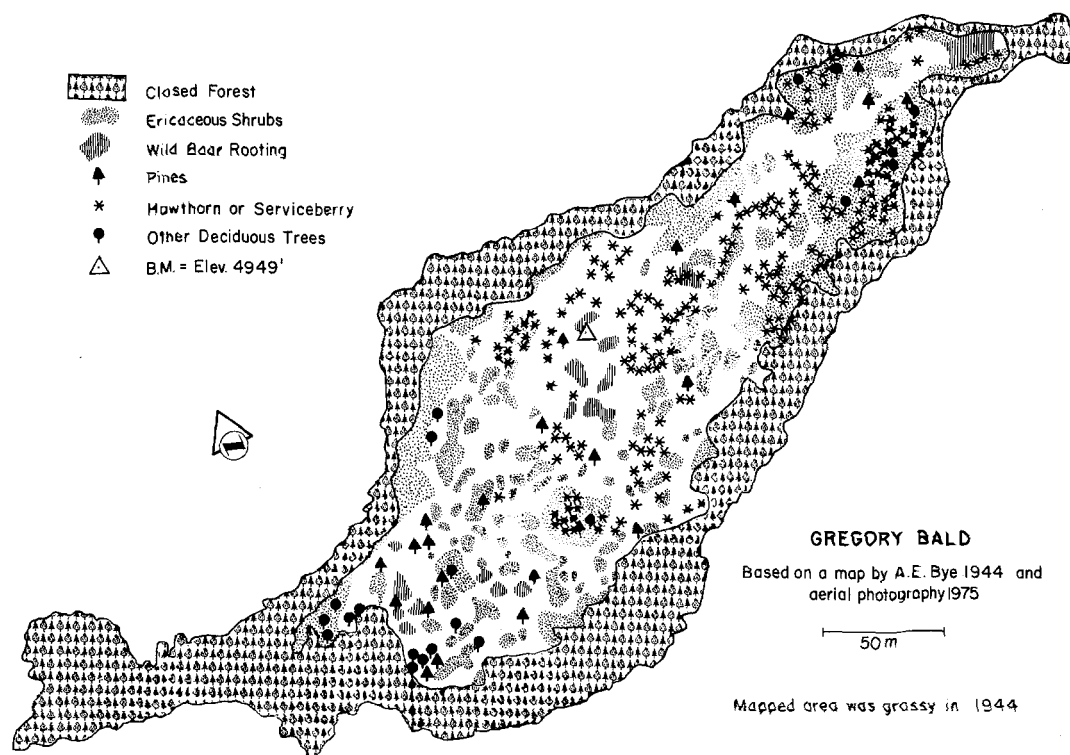 Closed Forest
Ericaceous Shrubs
Wild Boar Rooting
Pines
Hawthorn or Serviceberry
Other Deciduous Trees
B.M. = Elev. 4949'
GREGORY BALD
Based on a map by A.E. Bye 1944 and
aerial photography 1975
50 m
Mapped area was grassy in 1944